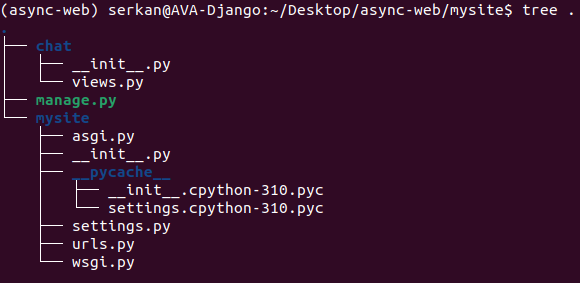 (async-web) serkan@AVA-Django:~/Desktop/async-web/mysite$ tree .
.
├── chat
│   ├── __init__.py
│   └── views.py
├── manage.py
└── mysite
    ├── asgi.py
    ├── __init__.py
    ├── __pycache__
    │   ├── __init__.cpython-310.pyc
    │   └── settings.cpython-310.pyc
    ├── settings.py
    ├── urls.py
    └── wsgi.py